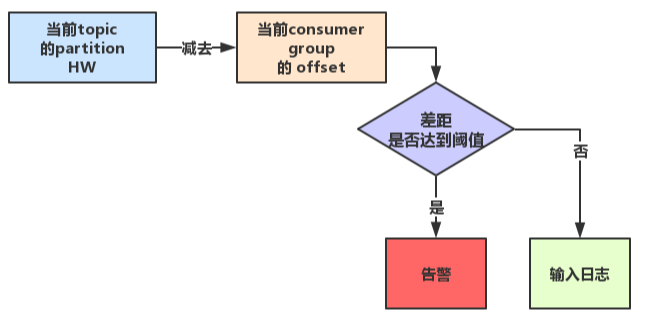 当前topic
的partition
HW
减去
当前consumer
group
的 offset
差距
是否达到阈值
否
是
告警
输入日志